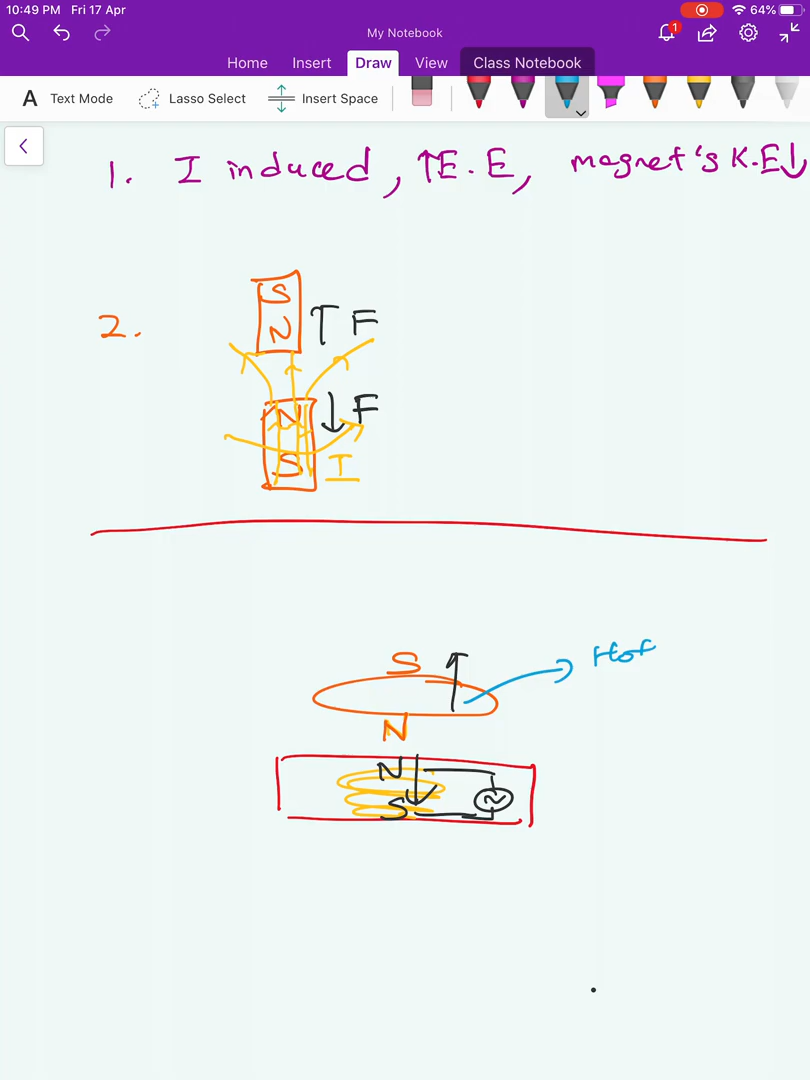 10:49 PM Fri 17 Apr 64%
My Notebook
1
Home Insert Draw View Class Notebook
A Text Mode Lasso Select Insert Space
1. I induced, ↑E.E, magnet's K.E↓
S
2. N ↑ F
N ↓ F
S I
S ↑
N
N ↓
S ~